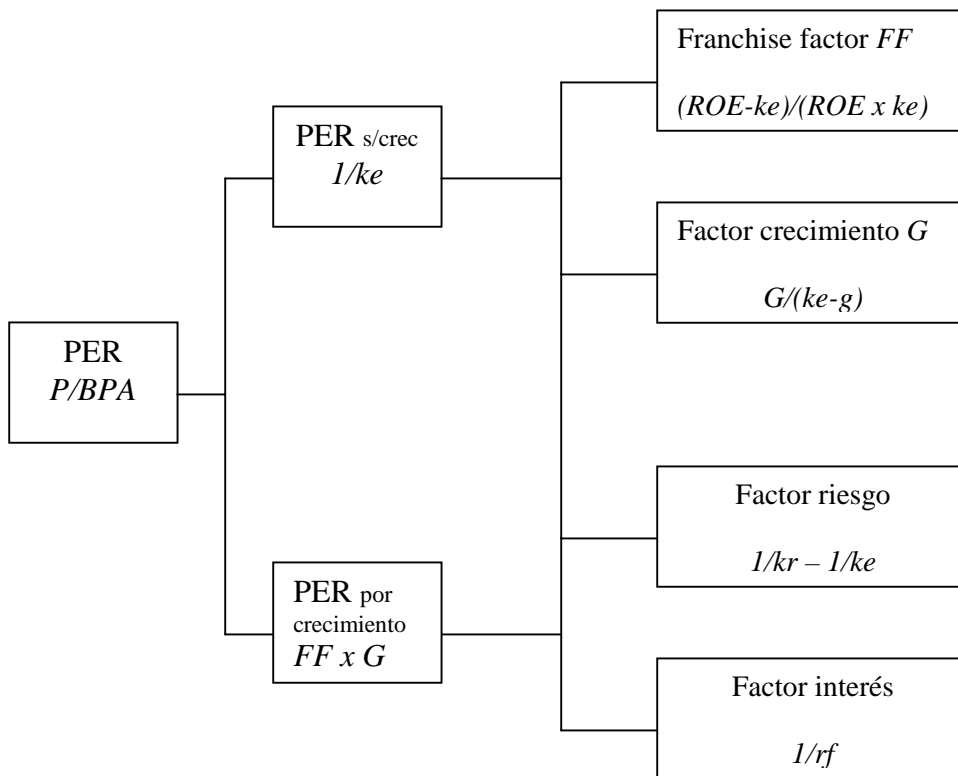 Franchise factor FF
(ROE-ke)/(ROE x ke)
PER s/crec
1/ke
Factor crecimiento G
G/(ke-g)
PER
P/BPA
Factor riesgo
1/kr – 1/ke
PER por
crecimiento
FF x G
Factor interés
1/rf